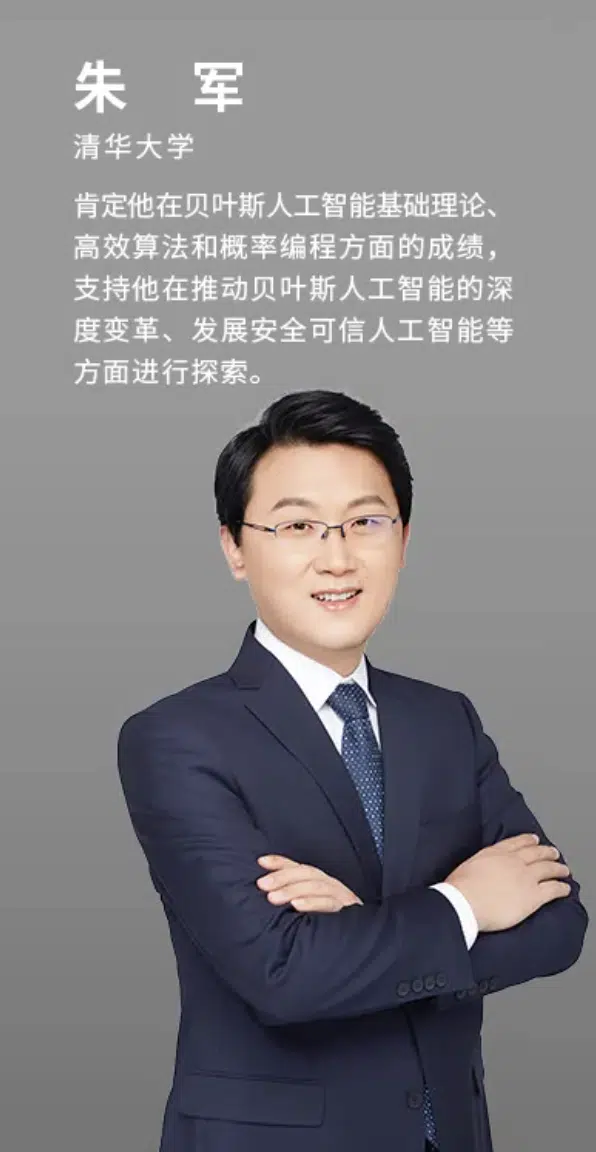 朱 军
清华大学
肯定他在贝叶斯人工智能基础理论、
高效算法和概率编程方面的成绩，
支持他在推动贝叶斯人工智能的深
度变革、发展安全可信人工智能等
方面进行探索。